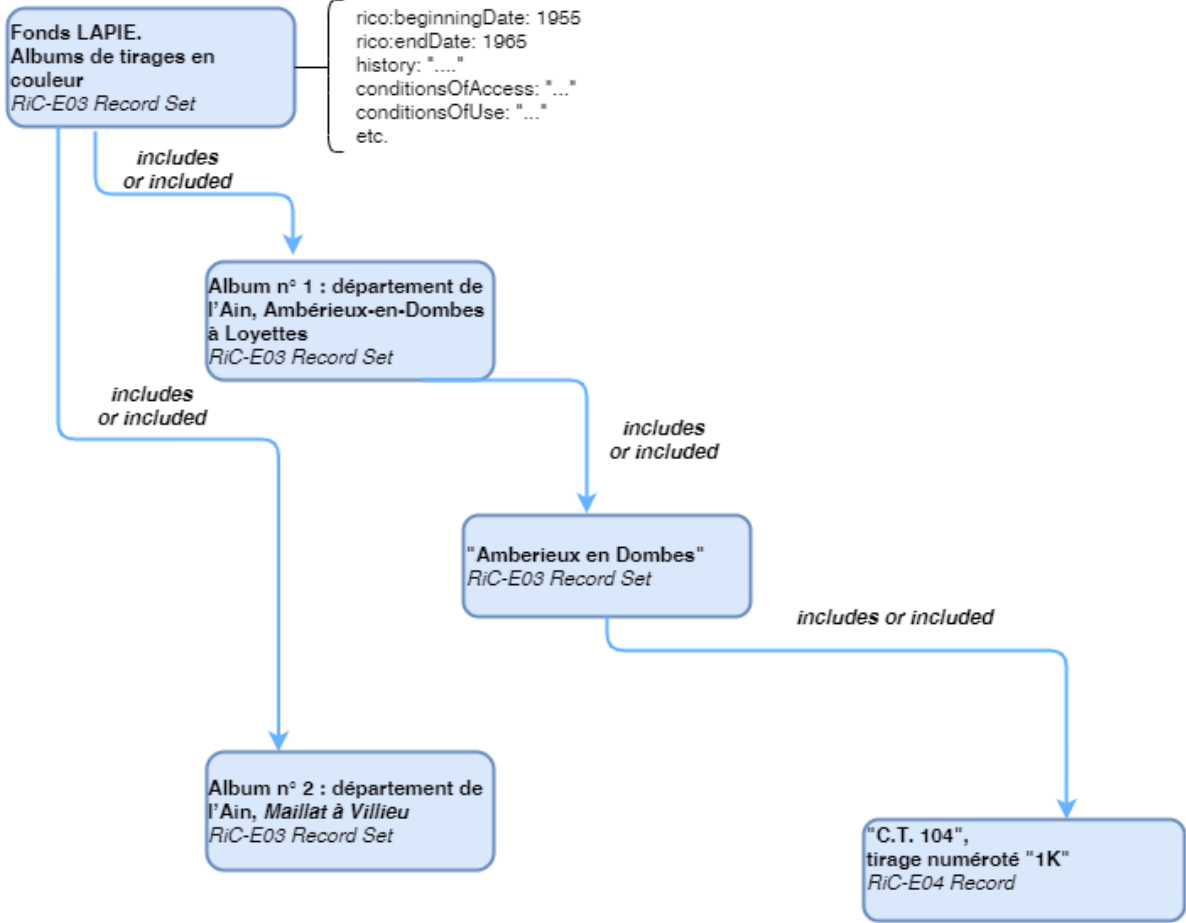 Fonds LAPIE.
Albums de tirages en
couleur
RiC-E03 Record Set
rico:beginningDate: 1955
rico:endDate: 1965
history: "...."
conditionsOfAccess: "..."
conditionsOfUse: "..."
etc.
includes
or included
Album n° 1 : département de
l'Ain, Ambérieux-en-Dombes
à Loyettes
RiC-E03 Record Set
includes
or included
includes
or included
"Amberieux en Dombes"
RiC-E03 Record Set
includes or included
Album n° 2 : département de
l'Ain, Maillat à Villieu
RiC-E03 Record Set
"C.T. 104",
tirage numéroté "1K"
RiC-E04 Record